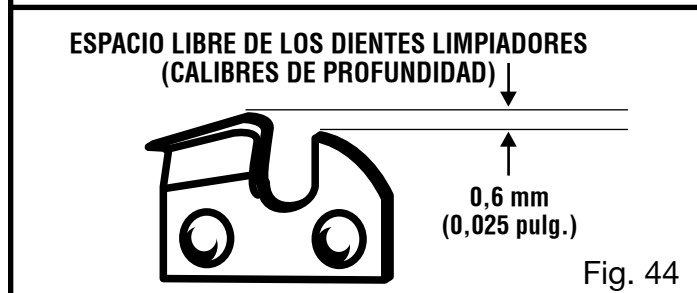 ESPACIO LIBRE DE LOS DIENTES LIMPIADORES
(CALIBRES DE PROFUNDIDAD)
0,6 mm
(0,025 pulg.)
Fig. 44